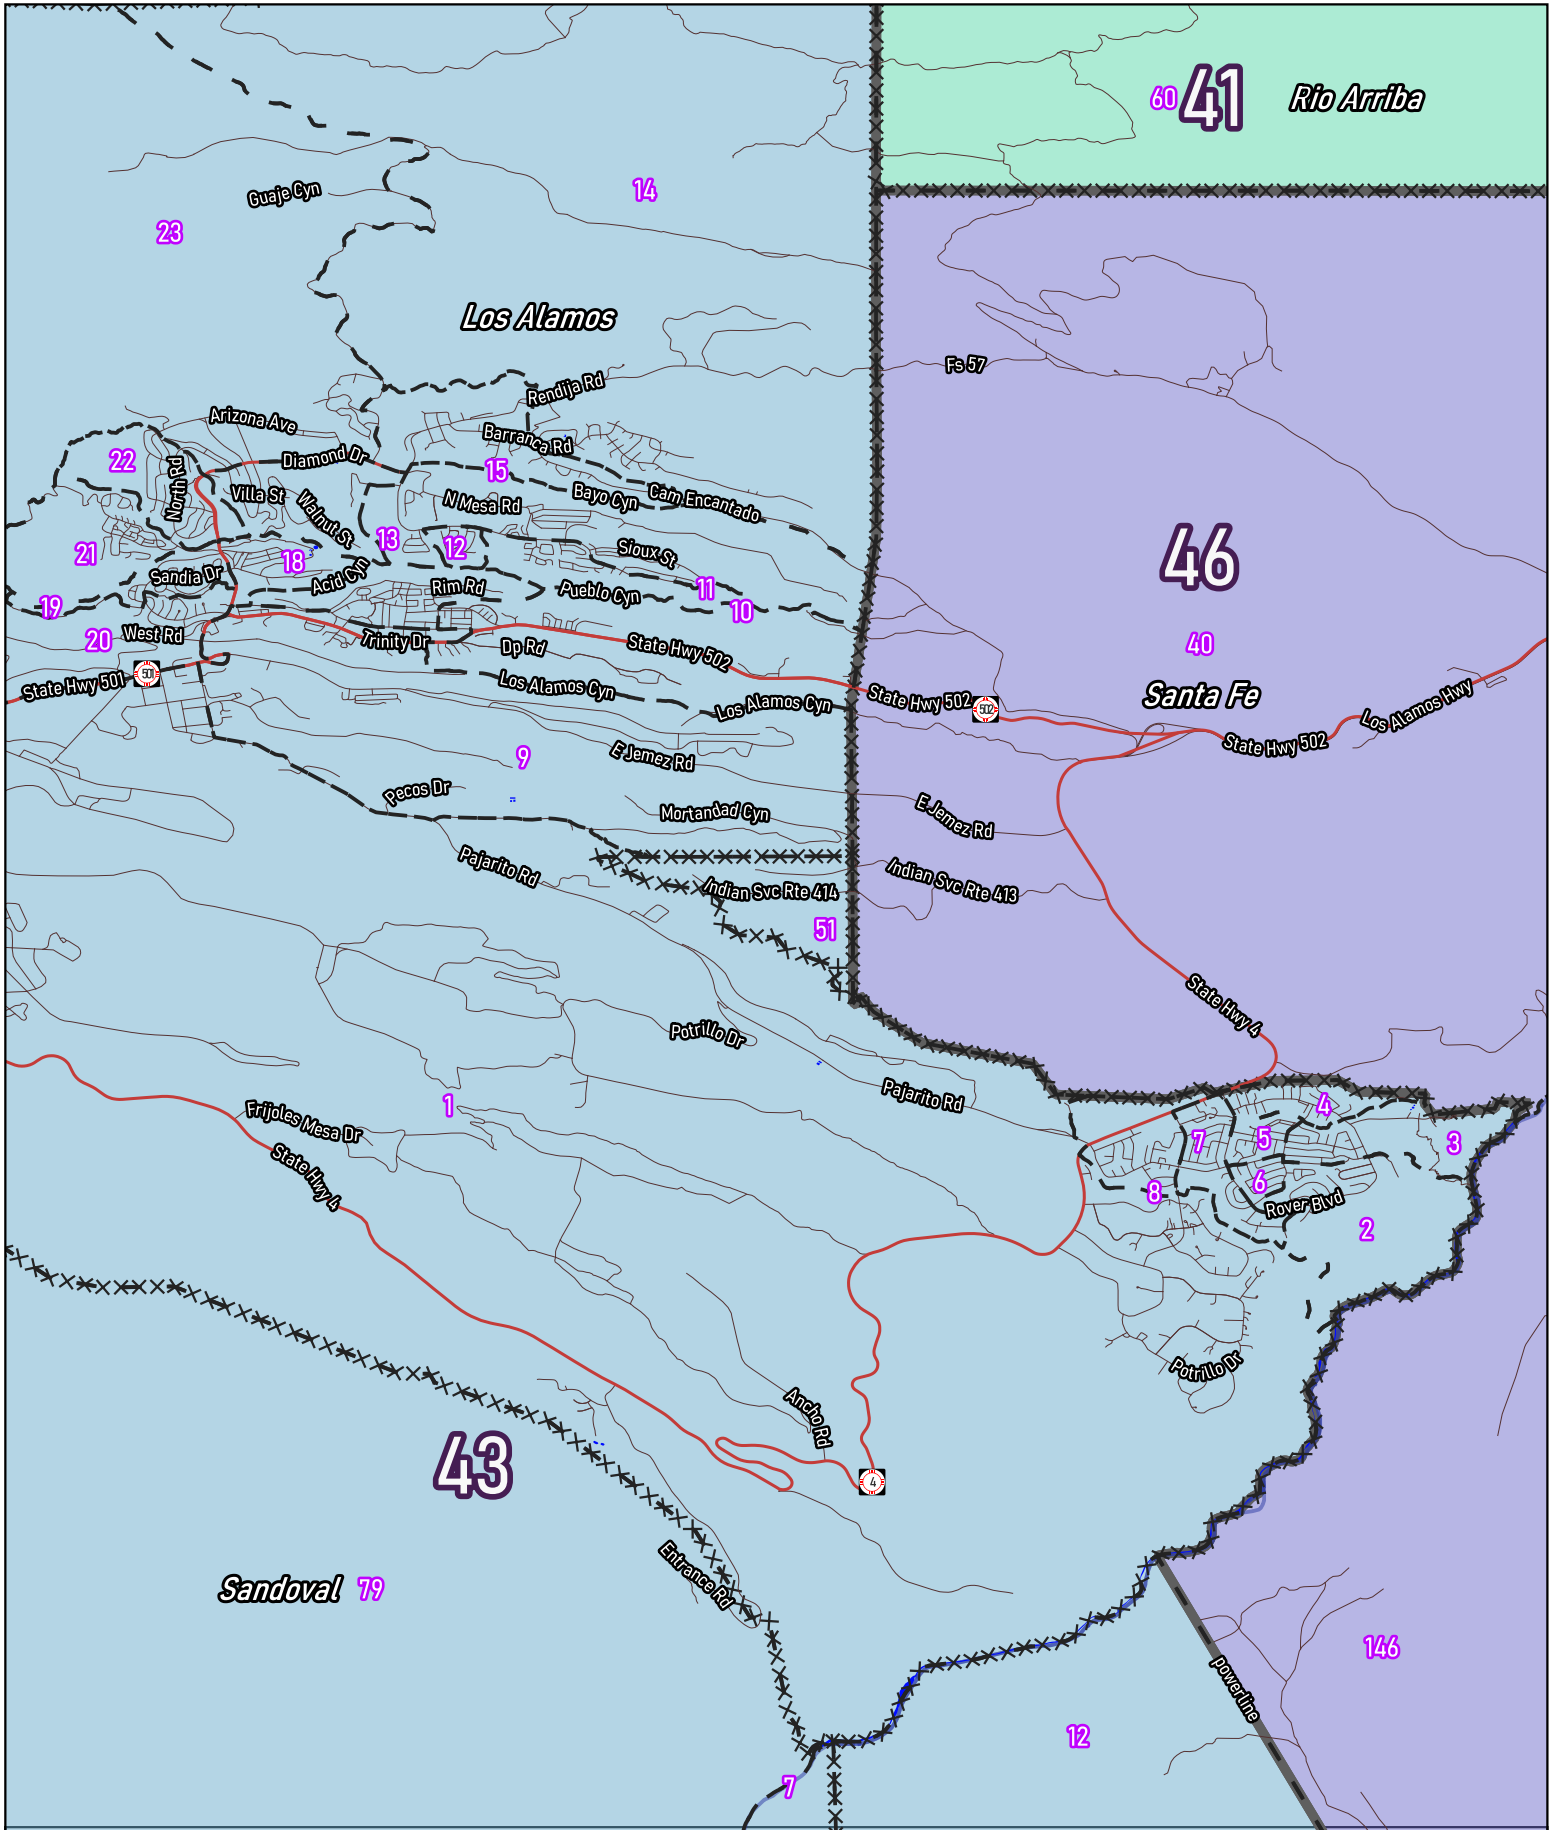 60
41
Rio Arriba
14
Guaje Cyn
23
Los Alamos
Fs 57
Rendija Rd
Arizona Ave
Barranca Rd
22
Diamond Dr
15
North Rd
Villa St
Walnut St
N Mesa Rd
Bayo Cyn
Cam Encantado
46
21
18
13
12
Sioux St
Sandia Dr
Acid Cyn
Rim Rd
Pueblo Cyn
11
10
19
20
West Rd
Trinity Dr
Dp Rd
State Hwy 502
40
State Hwy 501
501
Los Alamos Cyn
Los Alamos Cyn
State Hwy 502
502
Santa Fe
Los Alamos Hwy
State Hwy 502
9
E Jemez Rd
Pecos Dr
Mortandad Cyn
E Jemez Rd
Pajarito Rd
Indian Svc Rte 414
Indian Svc Rte 413
51
State Hwy 4
Potrillo Dr
Pajarito Rd
1
Frijoles Mesa Dr
State Hwy 4
4
7
5
3
8
6
Rover Blvd
2
Potrillo Dr
Ancho Rd
43
4
Entrance Rd
Sandoval
79
146
powerline
12
7